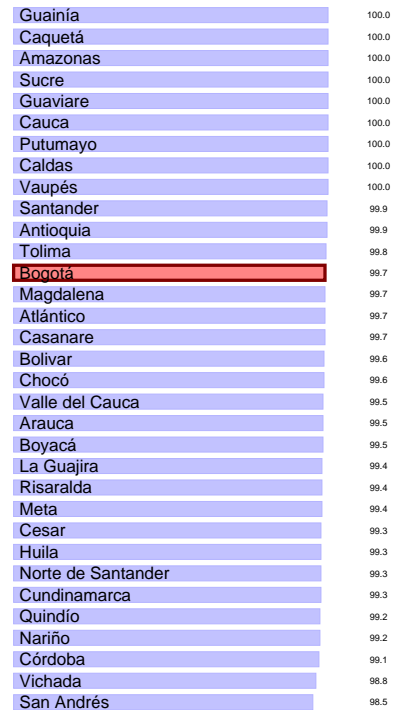 Guainía 100.0
Caquetá 100.0
Amazonas 100.0
Sucre 100.0
Guaviare 100.0
Cauca 100.0
Putumayo 100.0
Caldas 100.0
Vaupés 100.0
Santander 99.9
Antioquia 99.9
Tolima 99.8
Bogotá 99.7
Magdalena 99.7
Atlántico 99.7
Casanare 99.7
Bolivar 99.6
Chocó 99.6
Valle del Cauca 99.5
Arauca 99.5
Boyacá 99.5
La Guajira 99.4
Risaralda 99.4
Meta 99.4
Cesar 99.3
Huila 99.3
Norte de Santander 99.3
Cundinamarca 99.3
Quindío 99.2
Nariño 99.2
Córdoba 99.1
Vichada 98.8
San Andrés 98.5